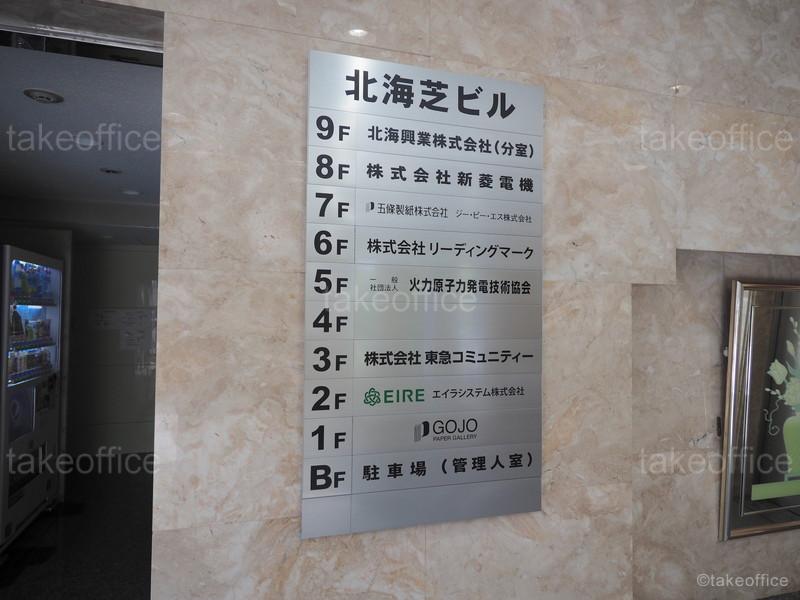 北海芝ビル
9F 北海興業株式会社(分室)
8F 株式会社新菱電機
7F 五條製紙株式会社 ジー・ピー・エス株式会社
6F 株式会社リーディングマーク
5F 一般社団法人 火力原子力発電技術協会
4F
3F 株式会社 東急コミュニティー
2F EIRE エイラシステム株式会社
1F GOJO
PAPER GALLERY
BF 駐車場 (管理人室)
takeoffice
takeoffice
takeoffice
takeoffice
takeoffice
©takeoffice